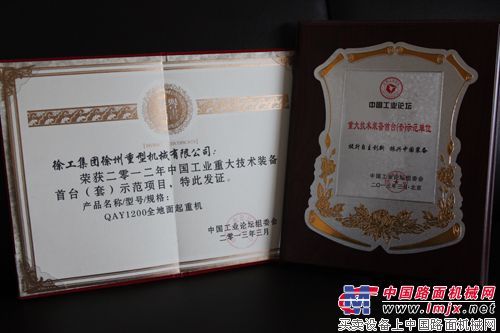 徐工集团徐州重型机械有限公司：
荣获二零一二年中国工业重大技术装备
首台（套）示范项目，特此发证。
产品名称/型号/规格：
QAY1200全地面起重机
中国工业论坛组委会
二零一三年三月
中国工业论坛
重大技术装备首台(套)示范单位
践行自主创新 振兴中国装备
中国工业论坛组委会
二〇一三年三月·北京
中国路面机械网
www.lmjx.net
买卖设备上中国路面机械网